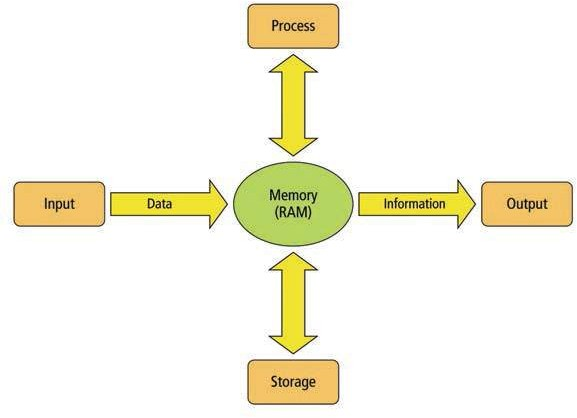 Process
Input
Data
Memory
(RAM)
Information
Output
Storage